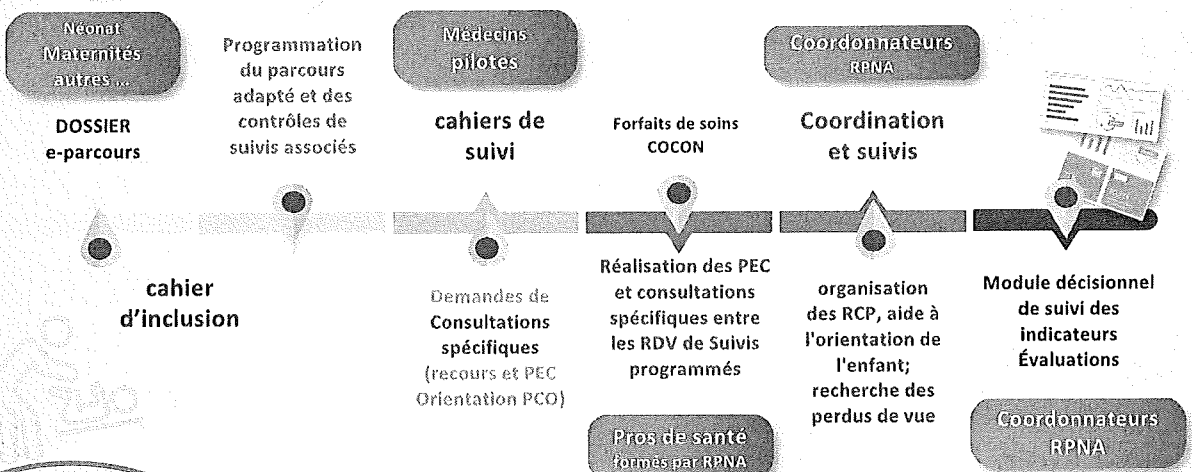 Néonat
Maternités
autres ...
DOSSIER
e-parcours
cahier
d'inclusion
Programmation
du parcours
adapté et des
contrôles de
suivis associés
Médecins
pilotes
cahiers de
suivi
Demandes de
Consultations
spécifiques
(recours et PEC
Orientation PCO)
Forfaits de soins
COCON
Réalisation des PEC
et consultations
spécifiques entre
les RDV de Suivis
programmés
Pros de santé
formés par RPNA
Coordonnateurs
RPNA
Coordination
et suivis
organisation
des RCP, aide à
l'orientation de
l'enfant;
recherche des
perdus de vue
Module décisionnel
de suivi des
indicateurs
Évaluations
Coordonnateurs
RPNA